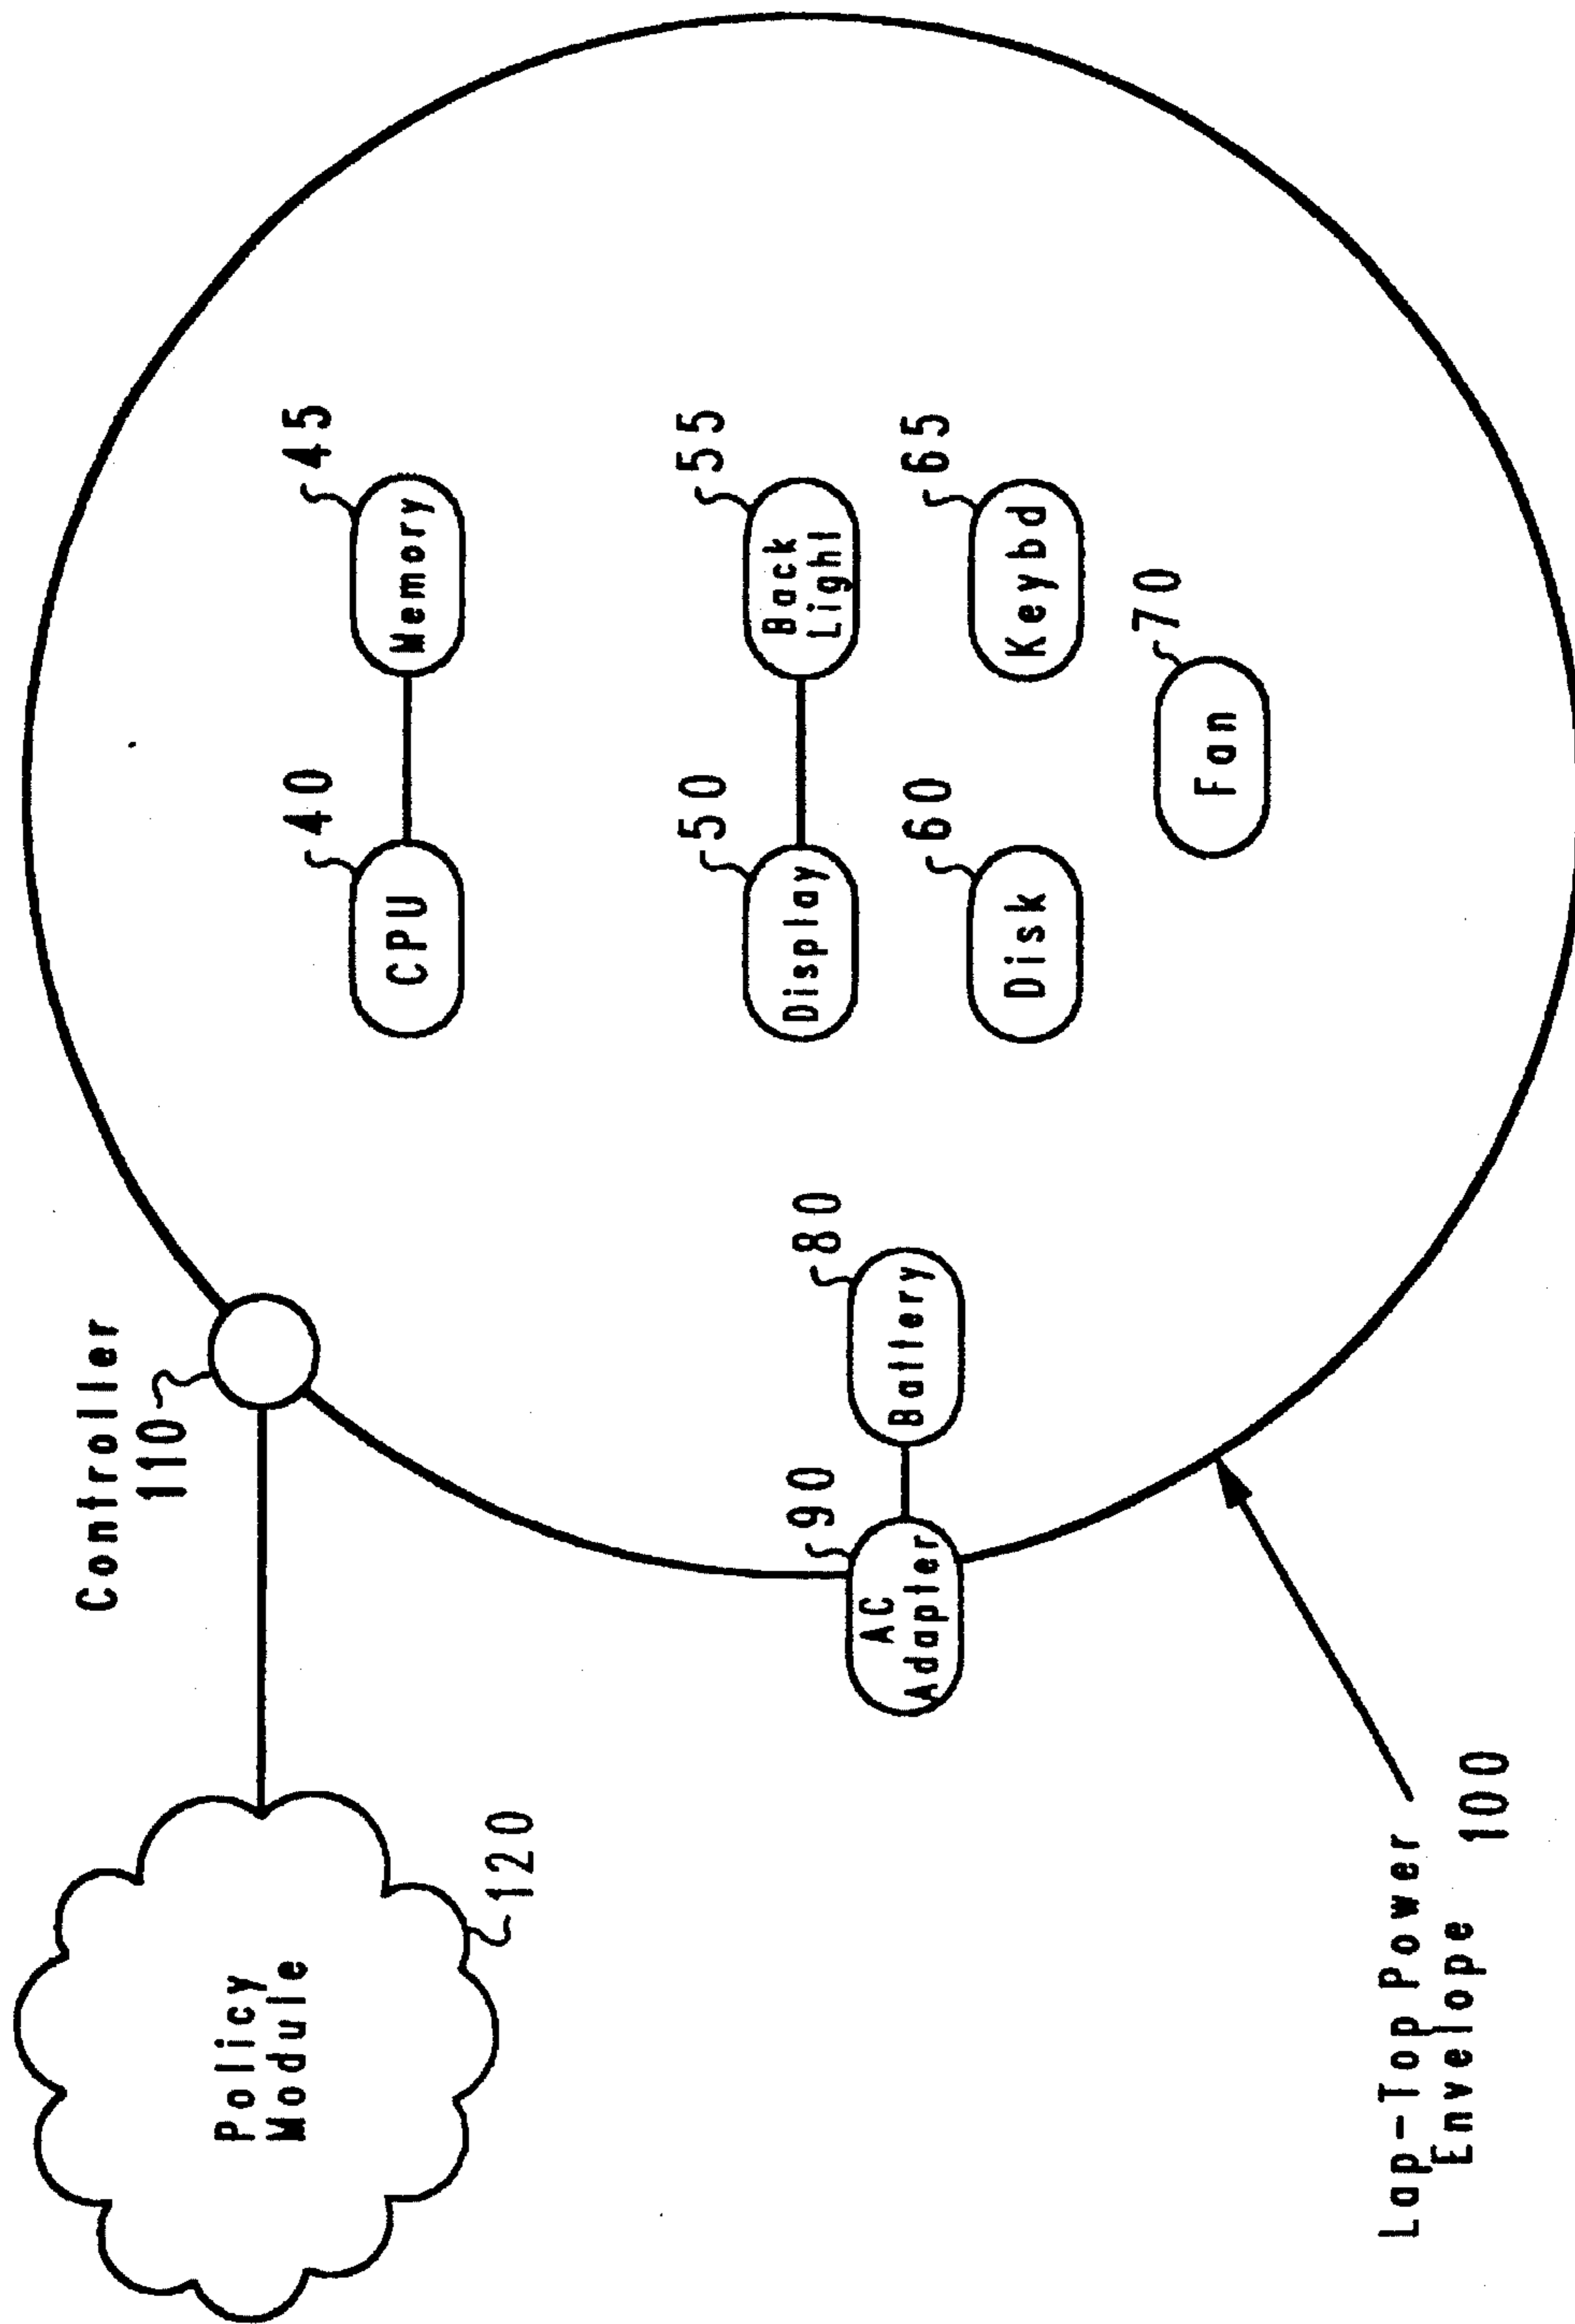 Policy
Module
120
Controller
110
40
45
CPU
Memory
50
55
Display
Back
Light
90
80
AC
Adapter
Battery
60
65
Disk
Keybd
70
Fan
Lap-Top Power
Envelope 100